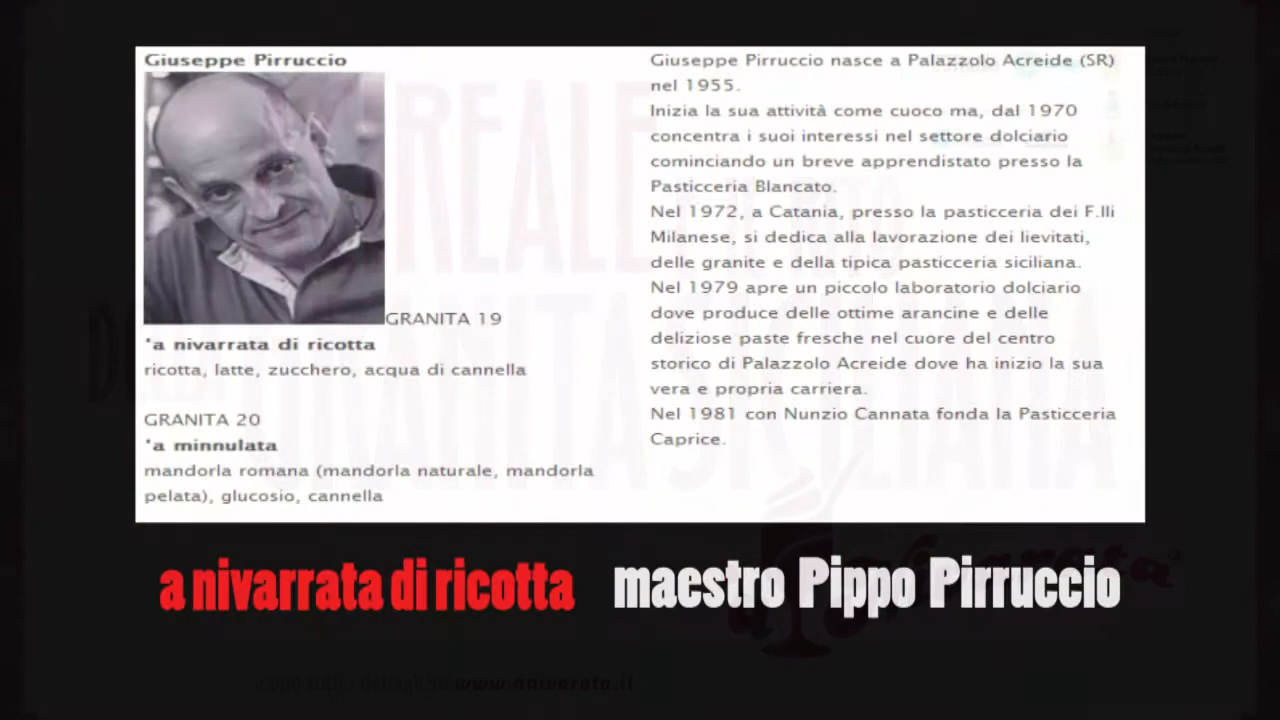 Giuseppe Pirruccio
GRANITA 19
'a nivarrata di ricotta
ricotta, latte, zucchero, acqua di cannella
GRANITA 20
'a minnulata
mandorla romana (mandorla naturale, mandorla
pelata), glucosio, cannella
Giuseppe Pirruccio nasce a Palazzolo Acreide (SR)
nel 1955.
Inizia la sua attività come cuoco ma, dal 1970
concentra i suoi interessi nel settore dolciario
cominciando un breve apprendistato presso la
Pasticceria Blancato.
Nel 1972, a Catania, presso la pasticceria dei F.lli
Milanese, si dedica alla lavorazione dei lievitati,
delle granite e della tipica pasticceria siciliana.
Nel 1979 apre un piccolo laboratorio dolciario
dove produce delle ottime arancine e delle
deliziose paste fresche nel cuore del centro
storico di Palazzolo Acreide dove ha inizio la sua
vera e propria carriera.
Nel 1981 con Nunzio Cannata fonda la Pasticceria
Caprice.
REALE
GRANITA SICILIANA
a nivarrata di ricotta maestro Pippo Pirruccio
www.anivarata.it